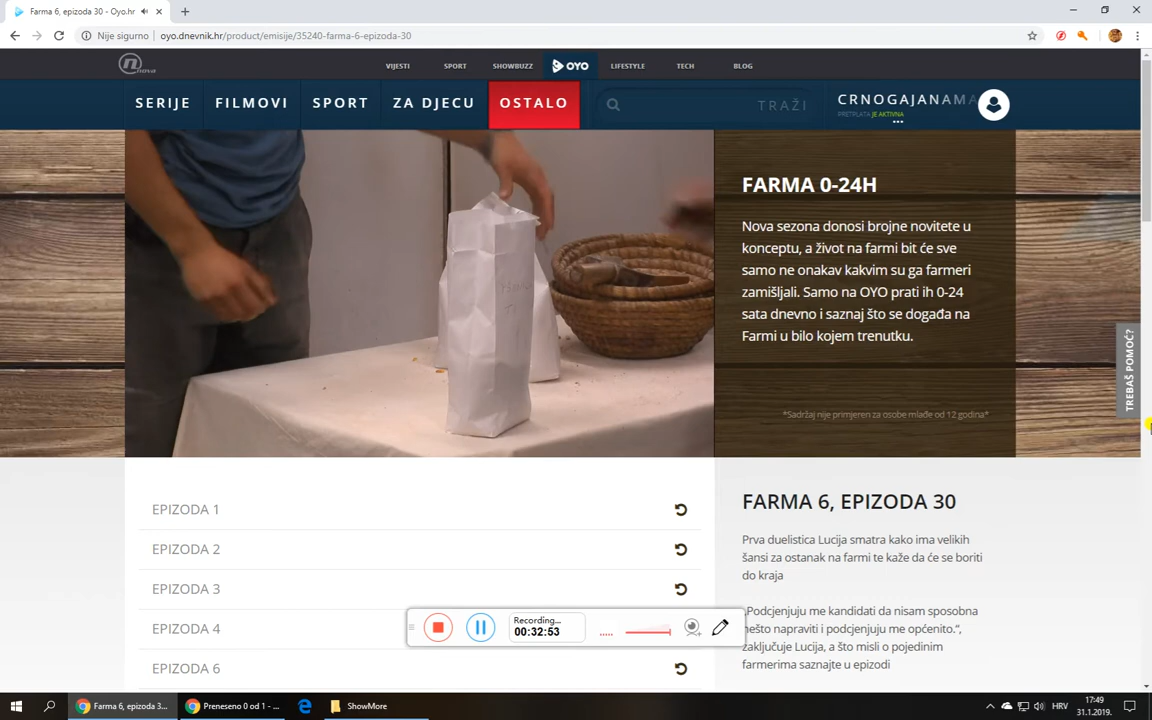 Farma 6, epizoda 30 - Oyo.hr
Nije sigurno
oyo.dnevnik.hr/product/emisije/35240-farma-6-epizoda-30
nova
VIJESTI
SPORT
SHOWBUZZ
OYO
LIFESTYLE
TECH
BLOG
SERIJE
FILMOVI
SPORT
ZA DJECU
OSTALO
TRAŽI
CRNOGAJANAMA
PRETPLATA JE AKTIVNA
FARMA 0-24H
Nova sezona donosi brojne novitete u
konceptu, a život na farmi bit će sve
samo ne onakav kakvim su ga farmeri
zamišljali. Samo na OYO prati ih 0-24
sata dnevno i saznaj što se događa na
Farmi u bilo kojem trenutku.
*Sadržaj nije primjeren za osobe mlađe od 12 godina*
TREBAŠ POMOĆ?
EPIZODA 1
EPIZODA 2
EPIZODA 3
EPIZODA 4
EPIZODA 6
FARMA 6, EPIZODA 30
Prva duelistica Lucija smatra kako ima velikih
šansi za ostanak na farmi te kaže da će se boriti
do kraja
„Podcjenjuju me kandidati da nisam sposobna
nešto napraviti i podcjenjuju me općenito.“,
zaključuje Lucija, a što misli o pojedinim
farmerima saznajte u epizodi
Recording...
00:32:53
Farma 6, epizoda 3...
Preneseno 0 od 1 - ...
ShowMore
HRV
17:49
31.1.2019.